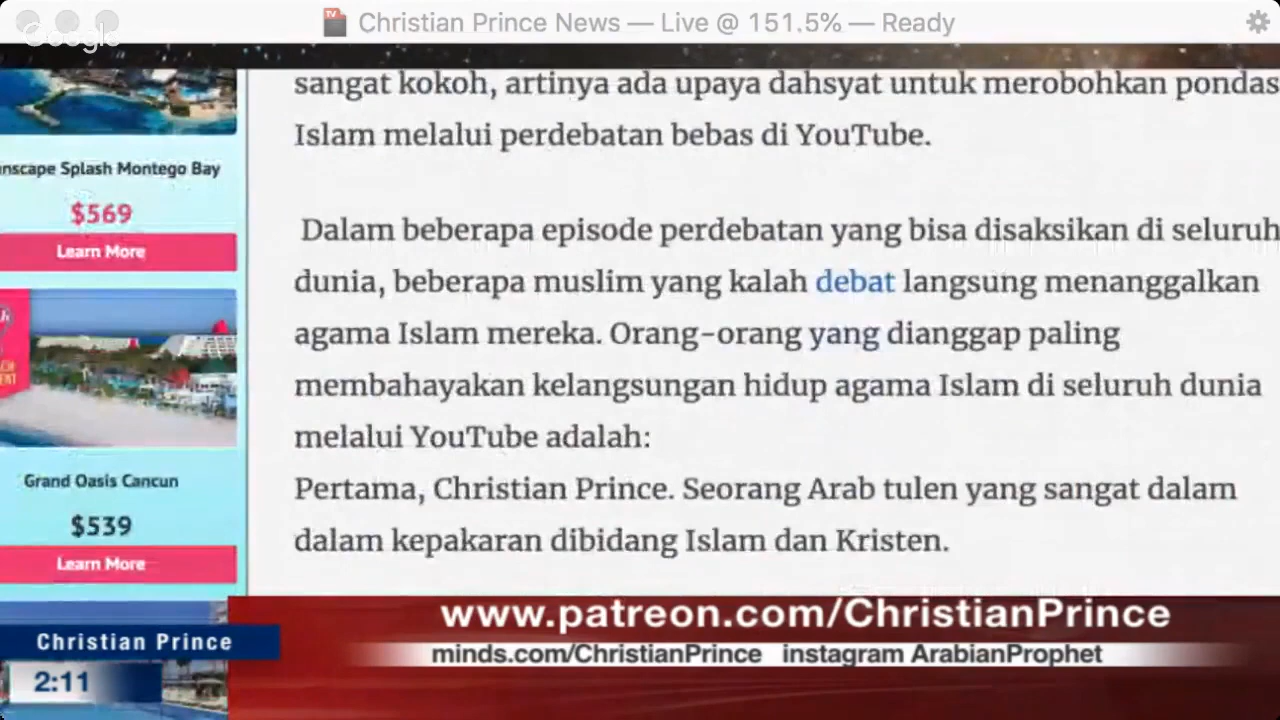 Christian Prince News — Live @ 151.5% — Ready
Google
sangat kokoh, artinya ada upaya dahsyat untuk merobohkan pondas
Islam melalui perdebatan bebas di YouTube.
Dalam beberapa episode perdebatan yang bisa disaksikan di seluruh
dunia, beberapa muslim yang kalah debat langsung menanggalkan
agama Islam mereka. Orang-orang yang dianggap paling
membahayakan kelangsungan hidup agama Islam di seluruh dunia
melalui YouTube adalah:
Pertama, Christian Prince. Seorang Arab tulen yang sangat dalam
dalam kepakaran dibidang Islam dan Kristen.
nscape Splash Montego Bay
$569
Learn More
Grand Oasis Cancun
$539
Learn More
www.patreon.com/ChristianPrince
minds.com/ChristianPrince instagram ArabianProphet
Christian Prince
2:11